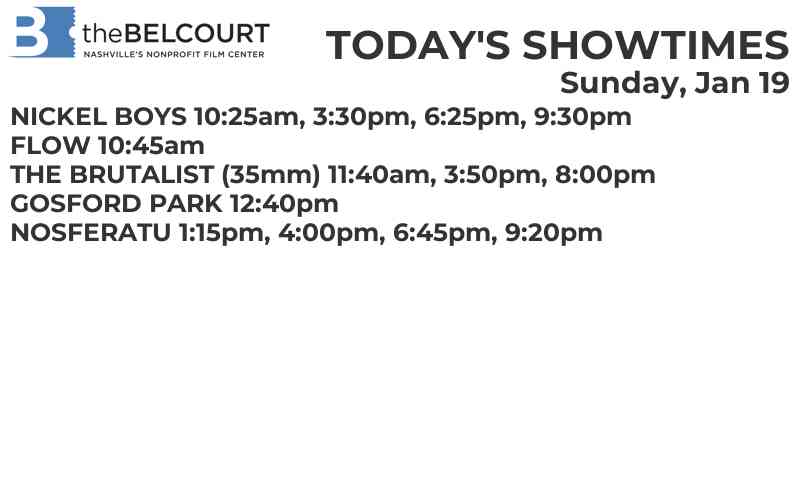 B theBELCOURT
NASHVILLE'S NONPROFIT FILM CENTER
TODAY'S SHOWTIMES
Sunday, Jan 19
NICKEL BOYS 10:25am, 3:30pm, 6:25pm, 9:30pm
FLOW 10:45am
THE BRUTALIST (35mm) 11:40am, 3:50pm, 8:00pm
GOSFORD PARK 12:40pm
NOSFERATU 1:15pm, 4:00pm, 6:45pm, 9:20pm